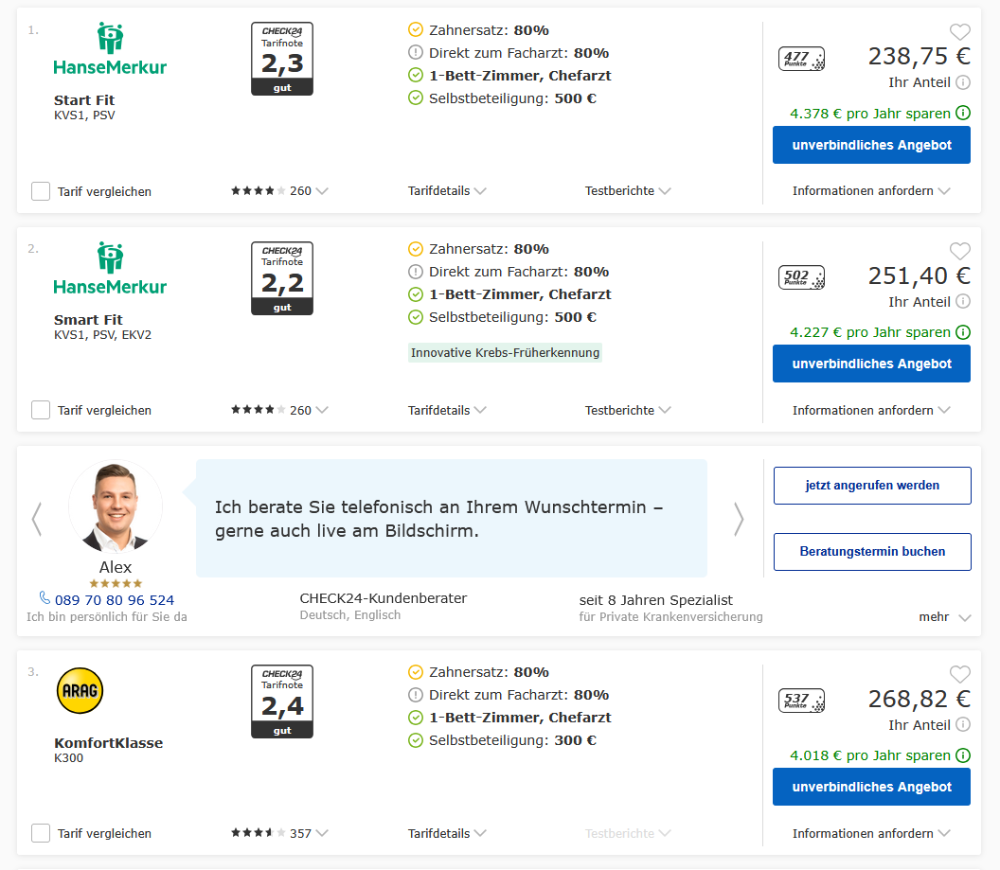 1.
HanseMerkur
Start Fit
KVS1, PSV
CHECK24
Tarifnote
2,3
gut
Zahnersatz: 80%
Direkt zum Facharzt: 80%
1-Bett-Zimmer, Chefarzt
Selbstbeteiligung: 500 €
477
Punkte
238,75 €
Ihr Anteil
4.378 € pro Jahr sparen
unverbindliches Angebot
Tarif vergleichen
260
Tarifdetails
Testberichte
Informationen anfordern
2.
HanseMerkur
Smart Fit
KVS1, PSV, EKV2
CHECK24
Tarifnote
2,2
gut
Zahnersatz: 80%
Direkt zum Facharzt: 80%
1-Bett-Zimmer, Chefarzt
Selbstbeteiligung: 500 €
Innovative Krebs-Früherkennung
502
Punkte
251,40 €
Ihr Anteil
4.227 € pro Jahr sparen
unverbindliches Angebot
Tarif vergleichen
260
Tarifdetails
Testberichte
Informationen anfordern
Ich berate Sie telefonisch an Ihrem Wunschtermin –
gerne auch live am Bildschirm.
jetzt angerufen werden
Beratungstermin buchen
Alex
089 70 80 96 524
Ich bin persönlich für Sie da
CHECK24-Kundenberater
Deutsch, Englisch
seit 8 Jahren Spezialist
für Private Krankenversicherung
mehr
3.
ARAG
KomfortKlasse
K300
CHECK24
Tarifnote
2,4
gut
Zahnersatz: 80%
Direkt zum Facharzt: 80%
1-Bett-Zimmer, Chefarzt
Selbstbeteiligung: 300 €
537
Punkte
268,82 €
Ihr Anteil
4.018 € pro Jahr sparen
unverbindliches Angebot
Tarif vergleichen
357
Tarifdetails
Testberichte
Informationen anfordern